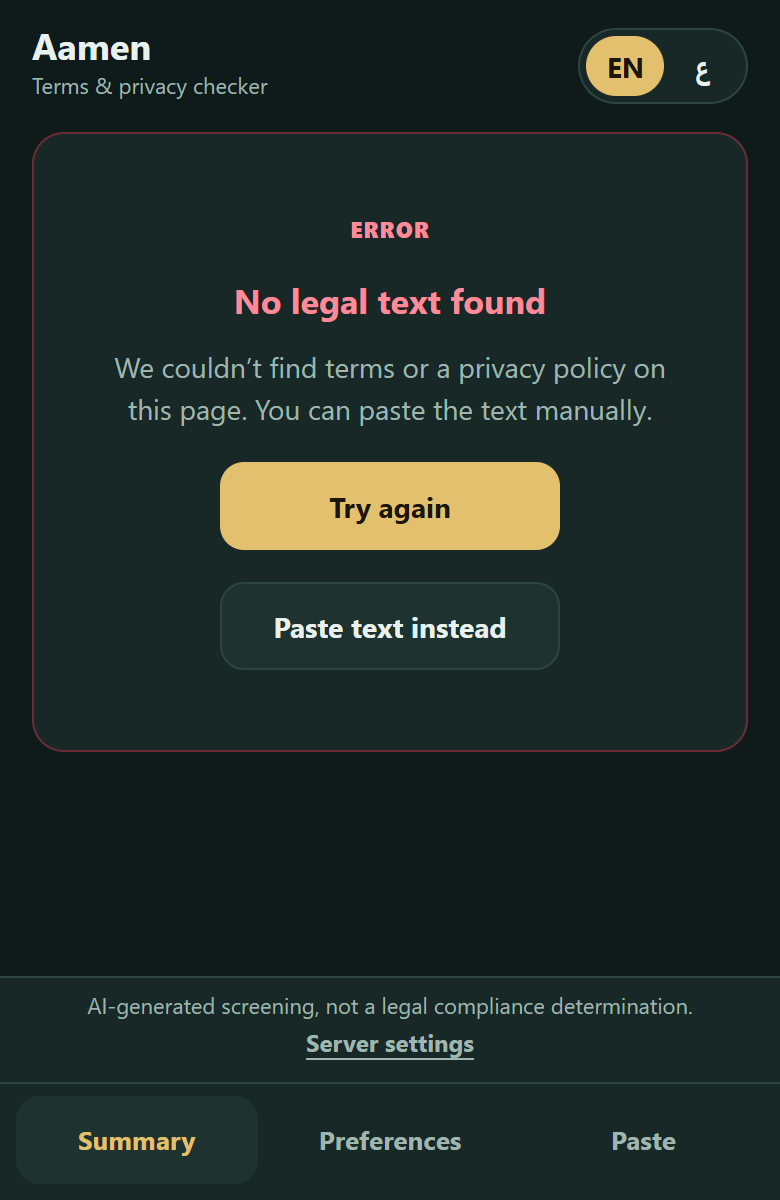 Aamen
Terms & privacy checker
EN
ع
ERROR
No legal text found
We couldn’t find terms or a privacy policy on
this page. You can paste the text manually.
Try again
Paste text instead
AI-generated screening, not a legal compliance determination.
Server settings
Summary
Preferences
Paste